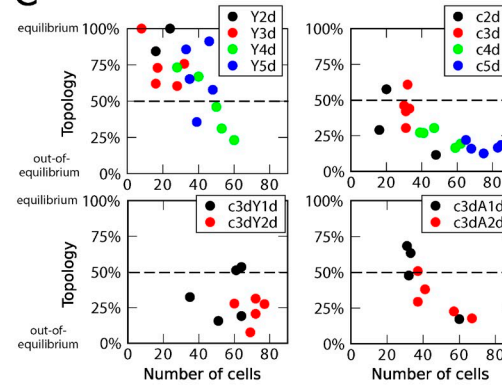 equilibrium
100%
75%
50%
25%
0%
Topology
out-of-
equilibrium
0 20 40 60 80
Y2d
Y3d
Y4d
Y5d
100%
75%
50%
25%
0%
0 20 40 60 80
c2d
c3d
c4d
c5d
equilibrium
100%
75%
50%
25%
0%
Topology
out-of-
equilibrium
0 20 40 60 80
Number of cells
c3dY1d
c3dY2d
100%
75%
50%
25%
0%
0 20 40 60 80
Number of cells
c3dA1d
c3dA2d